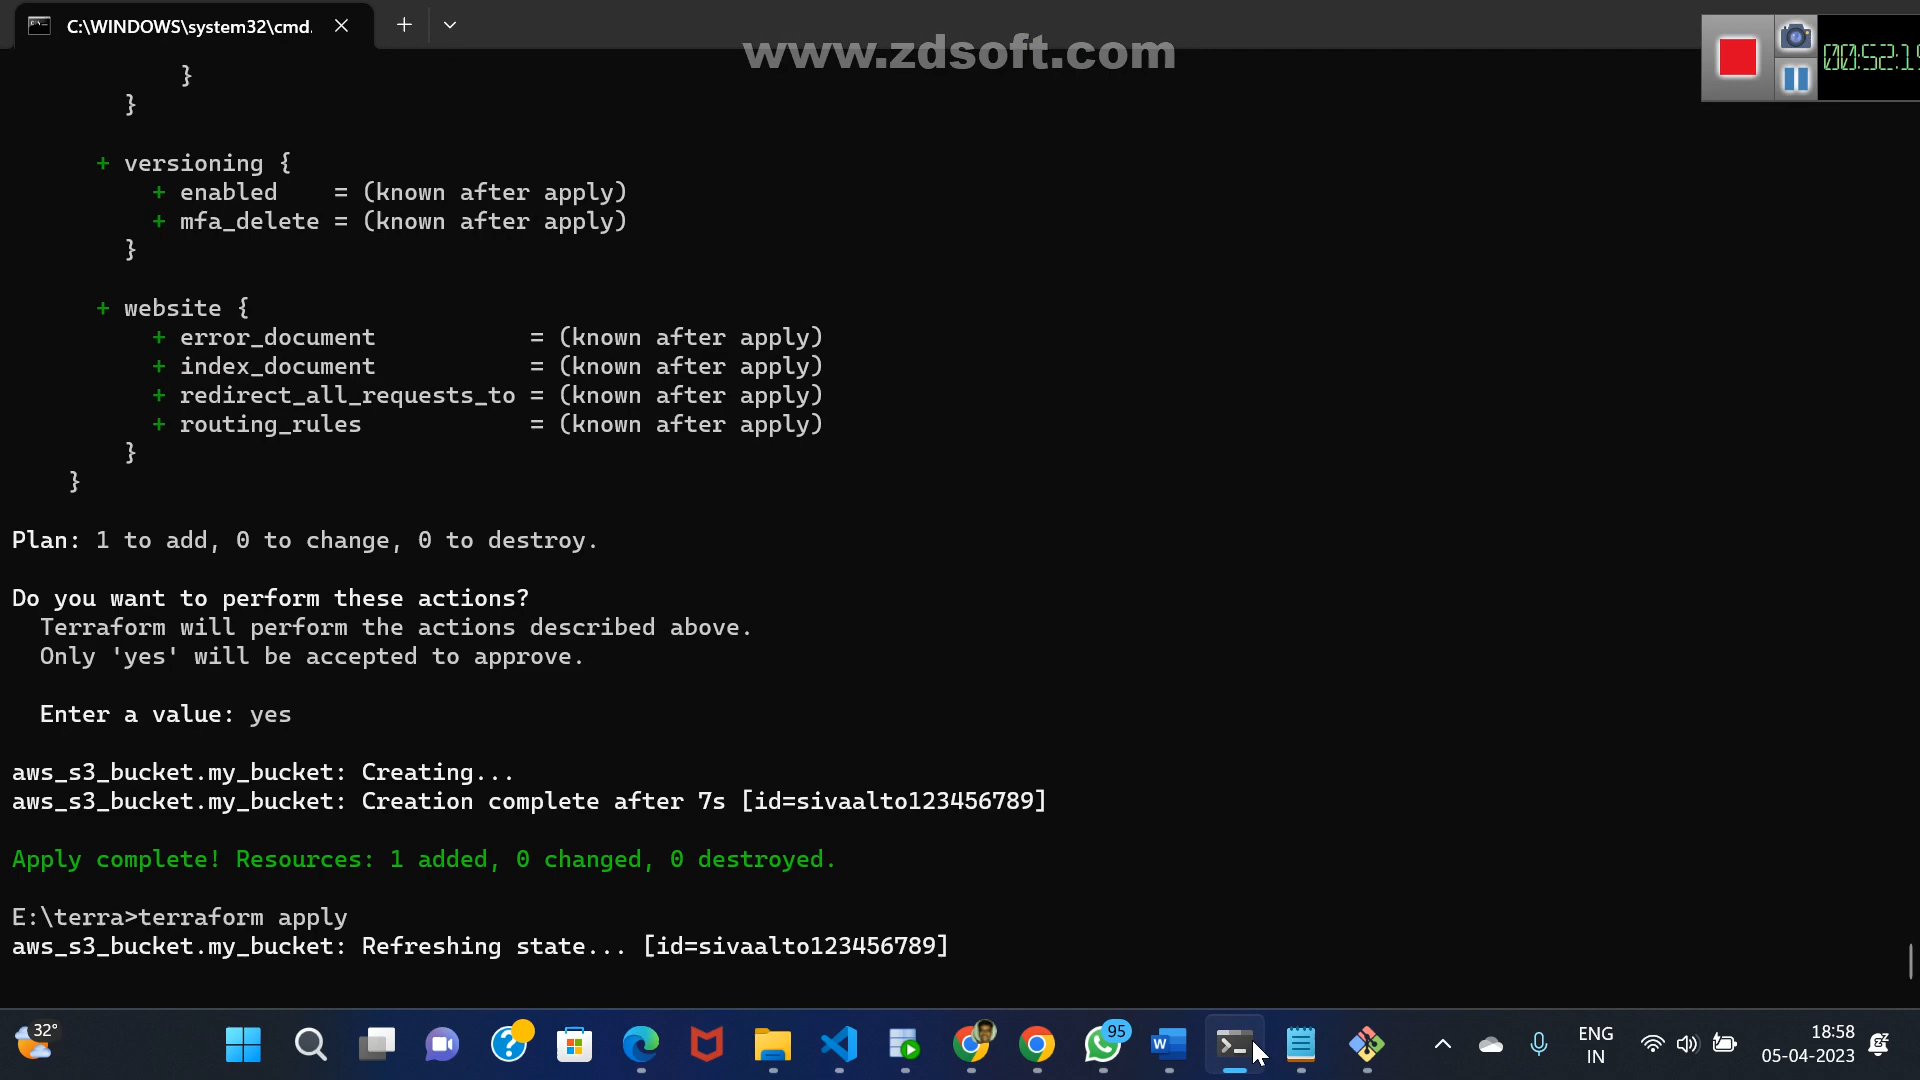 C:\WINDOWS\system32\cmd.
www.zdsoft.com
00:52:19
}
}
+ versioning {
+ enabled = (known after apply)
+ mfa_delete = (known after apply)
}
+ website {
+ error_document = (known after apply)
+ index_document = (known after apply)
+ redirect_all_requests_to = (known after apply)
+ routing_rules = (known after apply)
}
}
Plan: 1 to add, 0 to change, 0 to destroy.
Do you want to perform these actions?
Terraform will perform the actions described above.
Only 'yes' will be accepted to approve.
Enter a value: yes
aws_s3_bucket.my_bucket: Creating...
aws_s3_bucket.my_bucket: Creation complete after 7s [id=sivaalto123456789]
Apply complete! Resources: 1 added, 0 changed, 0 destroyed.
E:\terra>terraform apply
aws_s3_bucket.my_bucket: Refreshing state... [id=sivaalto123456789]
32°
95
ENG
IN
18:58
05-04-2023